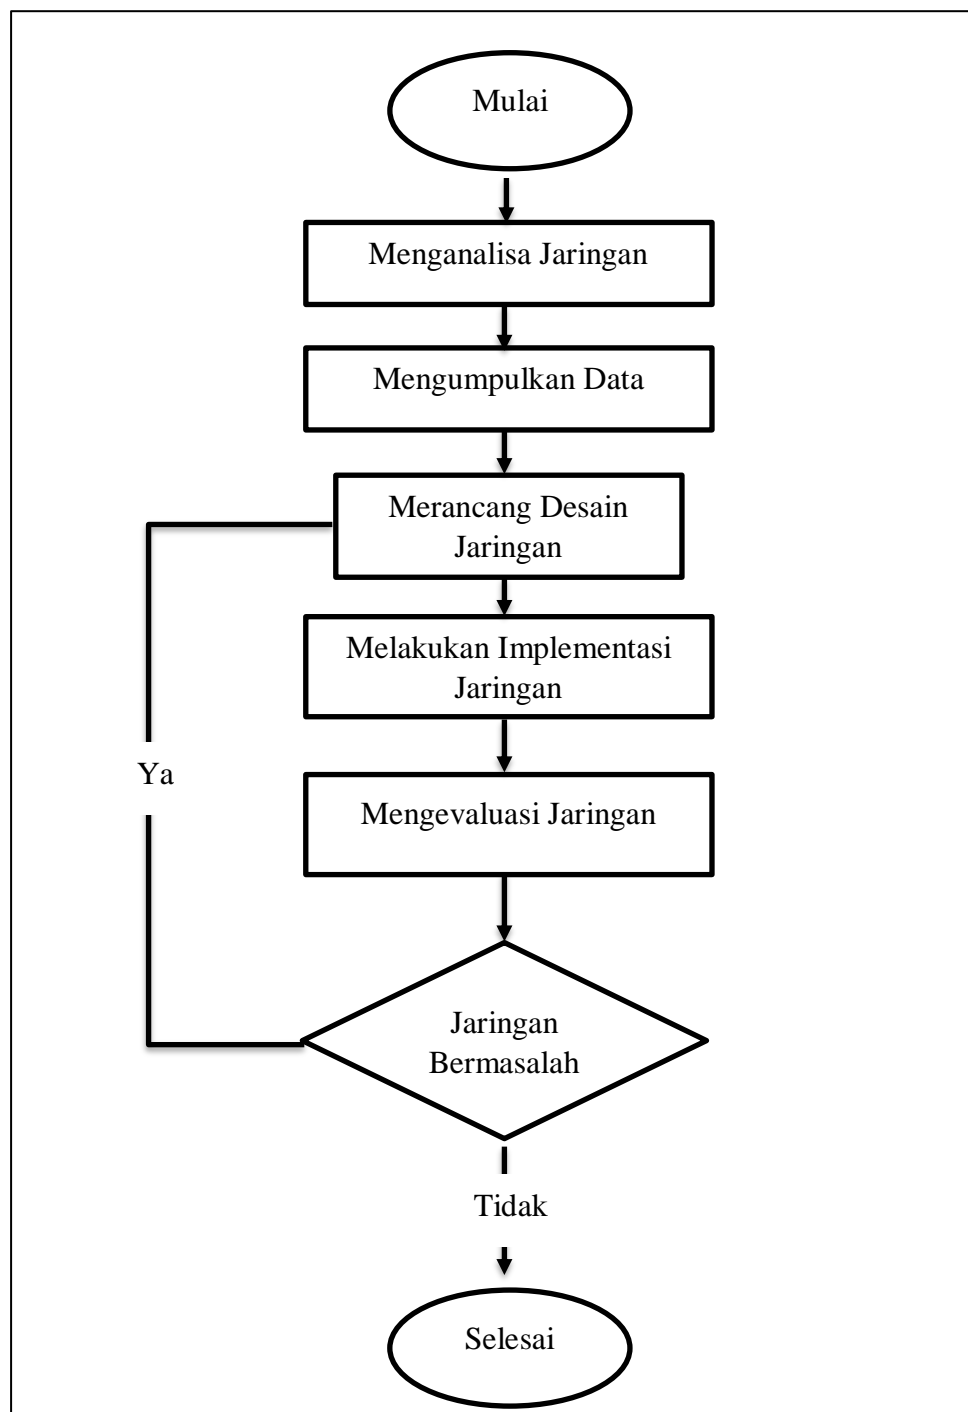 Mulai
Menganalisa Jaringan
Mengumpulkan Data
Merancang Desain
Jaringan
Melakukan Implementasi
Jaringan
Ya
Mengevaluasi Jaringan
Jaringan
Bermasalah
Tidak
Selesai